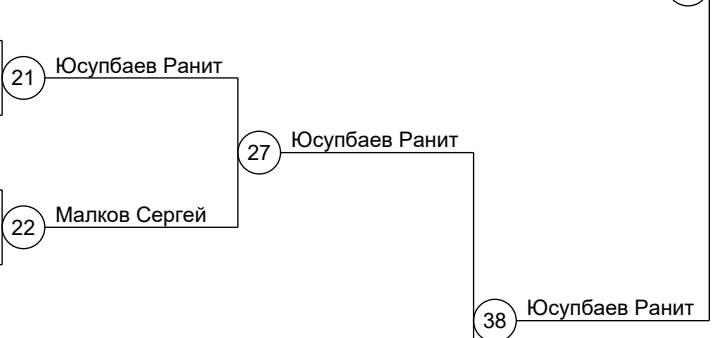 21 Юсупбаев Ранит
27 Юсупбаев Ранит
22 Малков Сергей
38 Юсупбаев Ранит